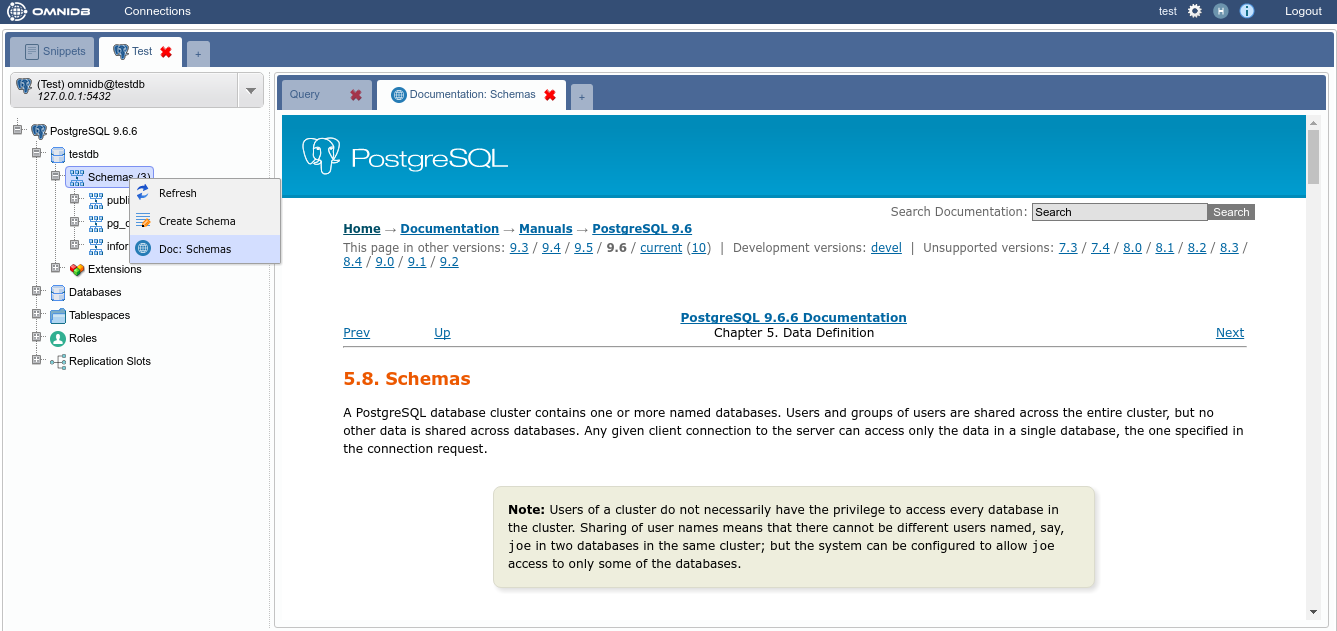 OMNIDB Connections test H i Logout
Snippets Test +
(Test) omnidb@testdb
127.0.0.1:5432
PostgreSQL 9.6.6
testdb
Schemas (3)
Refresh
Create Schema
Doc: Schemas
Extensions
Databases
Tablespaces
Roles
Replication Slots
Query Documentation: Schemas +
PostgreSQL
Search Documentation: Search Search
Home → Documentation → Manuals → PostgreSQL 9.6
This page in other versions: 9.3 / 9.4 / 9.5 / 9.6 / current (10) | Development versions: devel | Unsupported versions: 7.3 / 7.4 / 8.0 / 8.1 / 8.2 / 8.3 /
8.4 / 9.0 / 9.1 / 9.2
PostgreSQL 9.6.6 Documentation
Prev Up Chapter 5. Data Definition Next
5.8. Schemas
A PostgreSQL database cluster contains one or more named databases. Users and groups of users are shared across the entire cluster, but no
other data is shared across databases. Any given client connection to the server can access only the data in a single database, the one specified in
the connection request.
Note: Users of a cluster do not necessarily have the privilege to access every database in
the cluster. Sharing of user names means that there cannot be different users named, say,
joe in two databases in the same cluster; but the system can be configured to allow joe
access to only some of the databases.